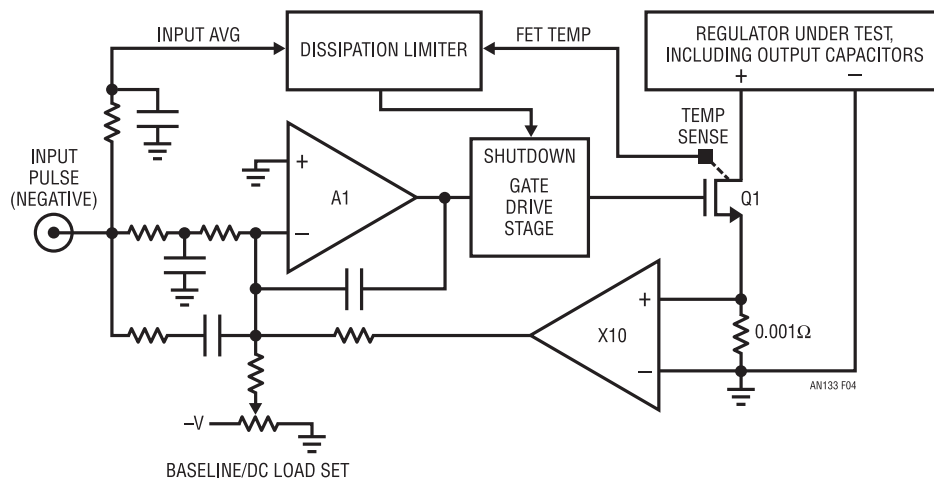 INPUT AVG
DISSIPATION LIMITER
FET TEMP
REGULATOR UNDER TEST,
INCLUDING OUTPUT CAPACITORS
+
–
TEMP
SENSE
INPUT
PULSE
(NEGATIVE)
+
A1
–
SHUTDOWN
GATE
DRIVE
STAGE
Q1
+
X10
–
0.001Ω
AN133 F04
–V
BASELINE/DC LOAD SET